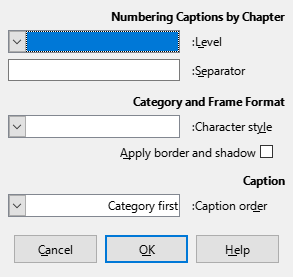 Numbering Captions by Chapter
:Level
:Separator
Category and Frame Format
:Character style
Apply border and shadow
Caption
Category first
:Caption order
Cancel
OK
Help